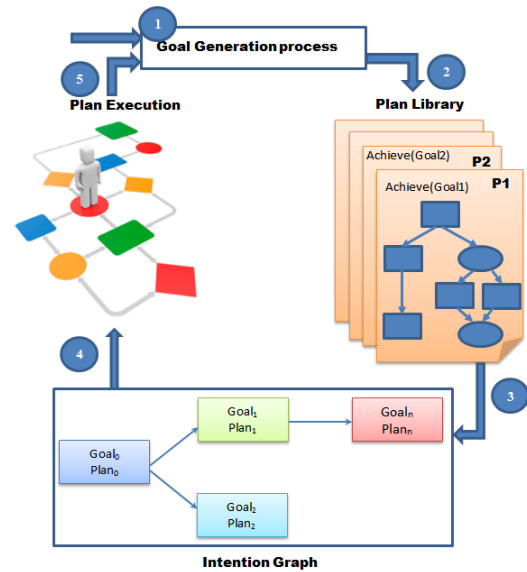 1
Goal Generation process
5
2
Plan Execution
Plan Library
Achieve(Goal2)
P2
P1
Achieve(Goal1)
4
3
Goal₁
Plan₁
Goalₙ
Planₙ
Goal₀
Plan₀
Goal₂
Plan₂
Intention Graph